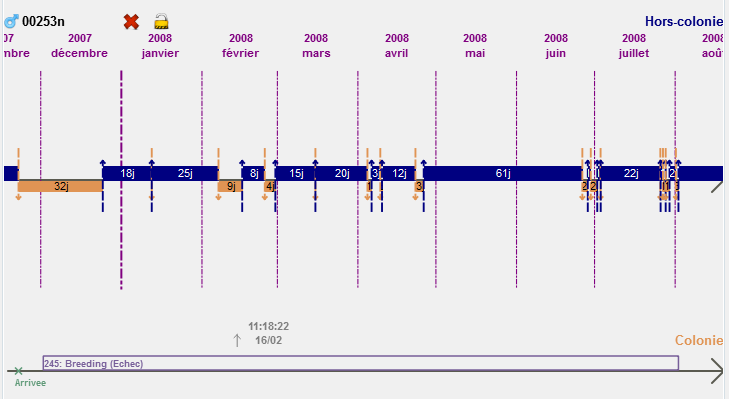 00253n
Hors-colonie
07 2007 2008 2008 2008 2008 2008 2008 2008 2008
mbre décembre janvier février mars avril mai juin juillet aoû
18j 25j 8j 15j 20j 3j 12j 61j 22j 2
32j 9j 4j 1 3 2 2 1
11:18:22
16/02
Colonie
245: Breeding (Echec)
Arrivee